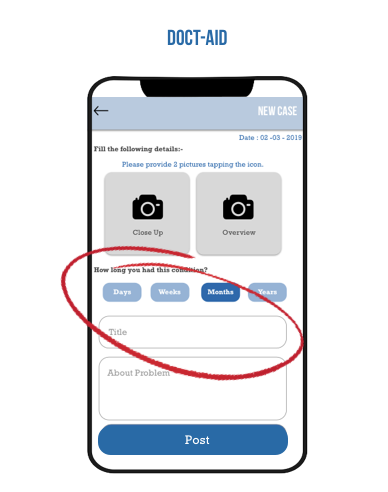 DOCT-AID
NEW CASE
Date : 02 -03 - 2019
Fill the following details:-
Please provide 2 pictures tapping the icon.
Close Up Overview
How long you had this condition?
Days Weeks Months Years
Title
About Problem
Post